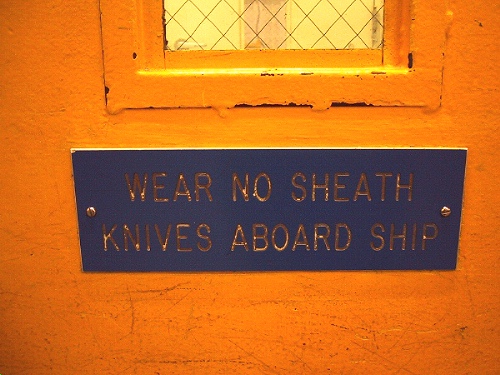 WEAR NO SHEATH
KNIVES ABOARD SHIP